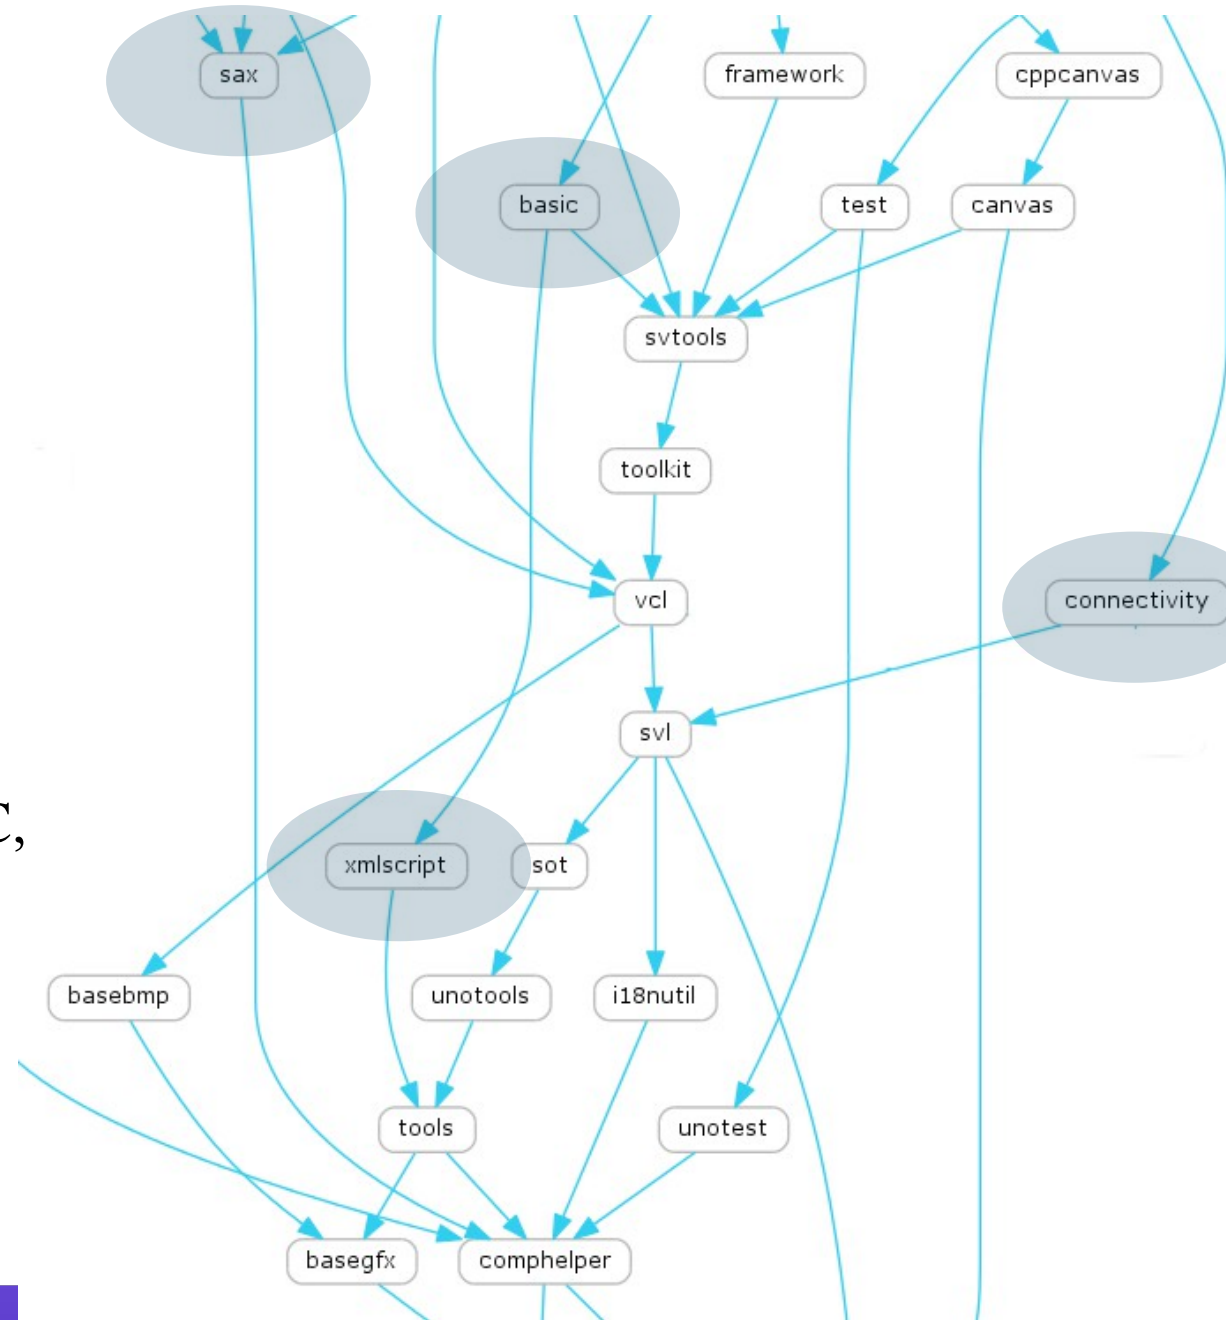 sax
framework
cppcanvas
basic
test
canvas
svtools
toolkit
vcl
connectivity
svl
c,
xmlscript
sot
basebmp
unotools
i18nutil
tools
unotest
basegfx
comphelper